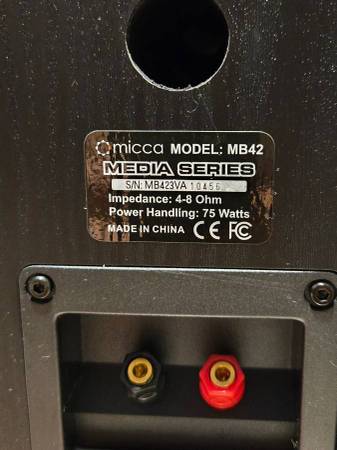 micca MODEL: MB42
MEDIA SERIES
S/N: MB423VA 10456
Impedance: 4-8 Ohm
Power Handling: 75 Watts
MADE IN CHINA CE FC